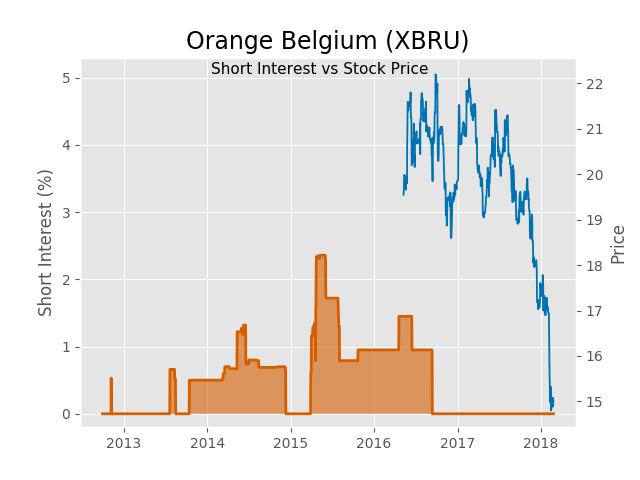 Orange Belgium (XBRU)
Short Interest vs Stock Price
Short Interest (%)
5
4
3
2
1
0
22
21
20
19
18
17
16
15
Price
2013 2014 2015 2016 2017 2018